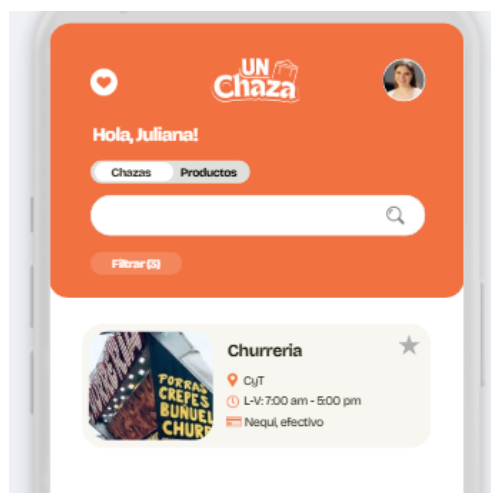 UN
Chaza
Hola, Juliana!
Chazas
Productos
Filtrar (3)
PORRAS
CREPES
BUÑUEL
CHURR
Churreria
CyT
L-V: 7:00 am - 5:00 pm
Nequi, efectivo